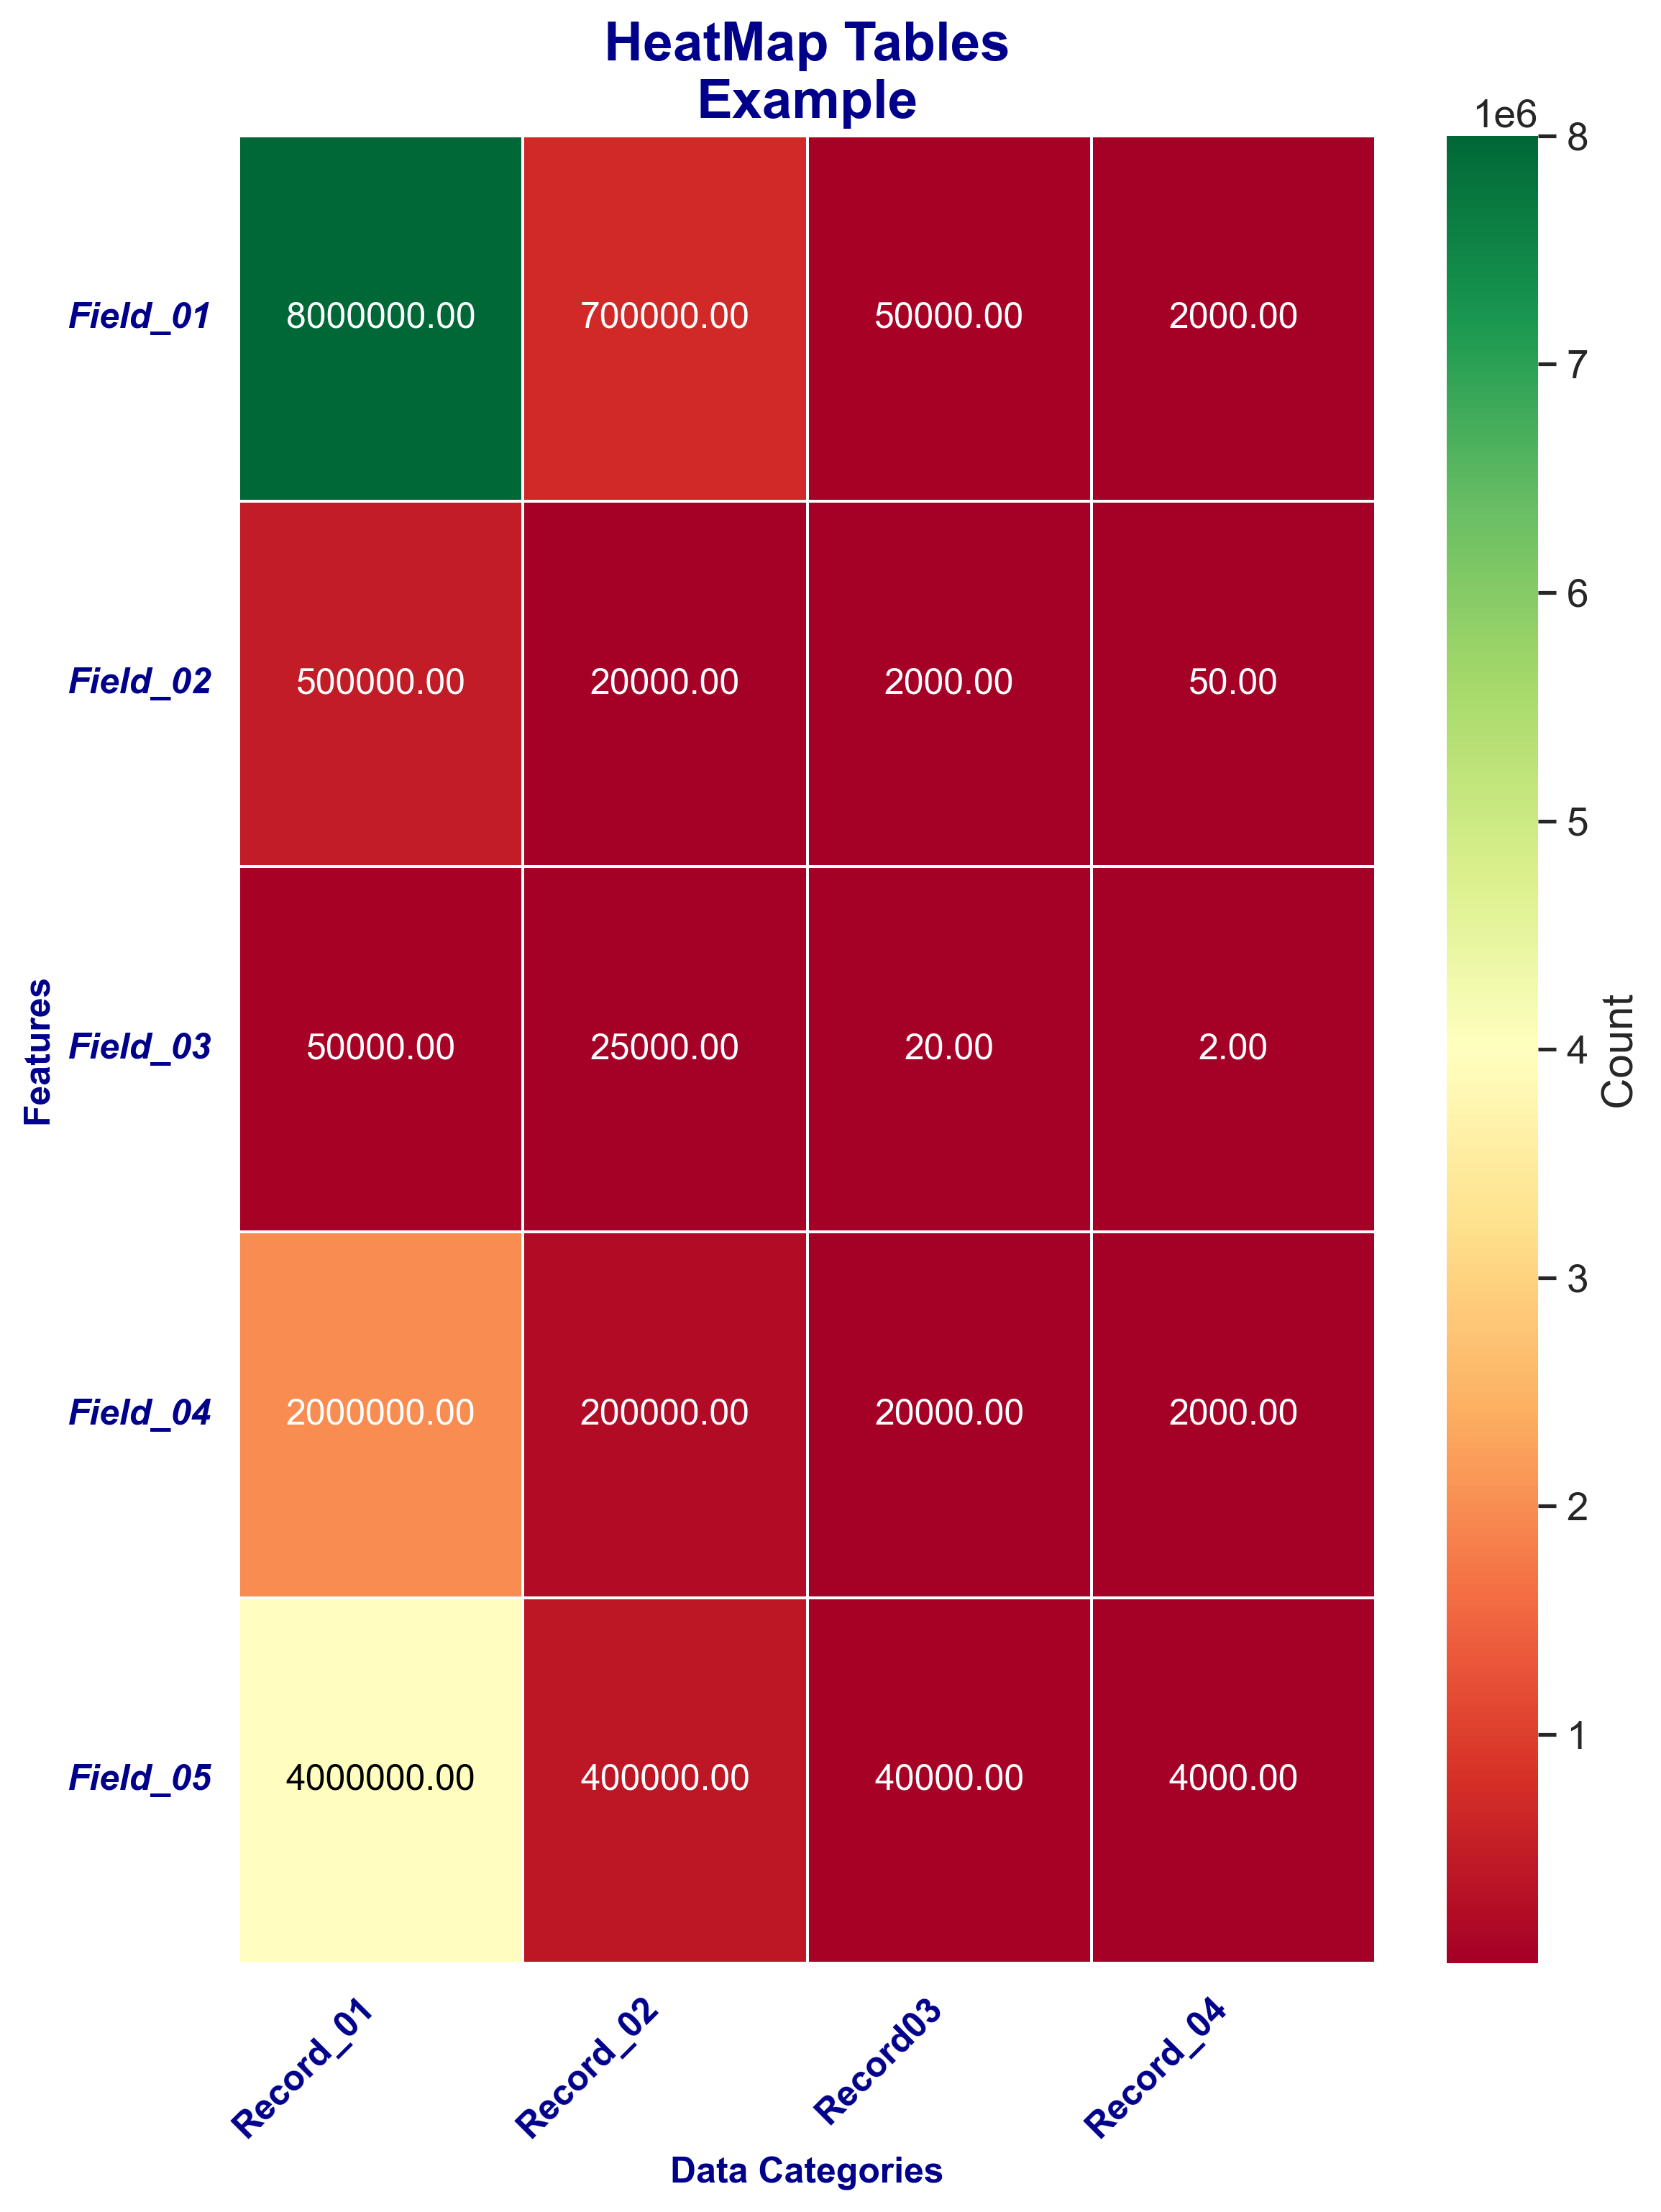 HeatMap Tables
Example
1e6
Field_01 8000000.00 700000.00 50000.00 2000.00
Field_02 500000.00 20000.00 2000.00 50.00
Field_03 50000.00 25000.00 20.00 2.00
Field_04 2000000.00 200000.00 20000.00 2000.00
Field_05 4000000.00 400000.00 40000.00 4000.00
Features
Record_01 Record_02 Record03 Record_04
Data Categories
8
7
6
5
4
3
2
1
Count